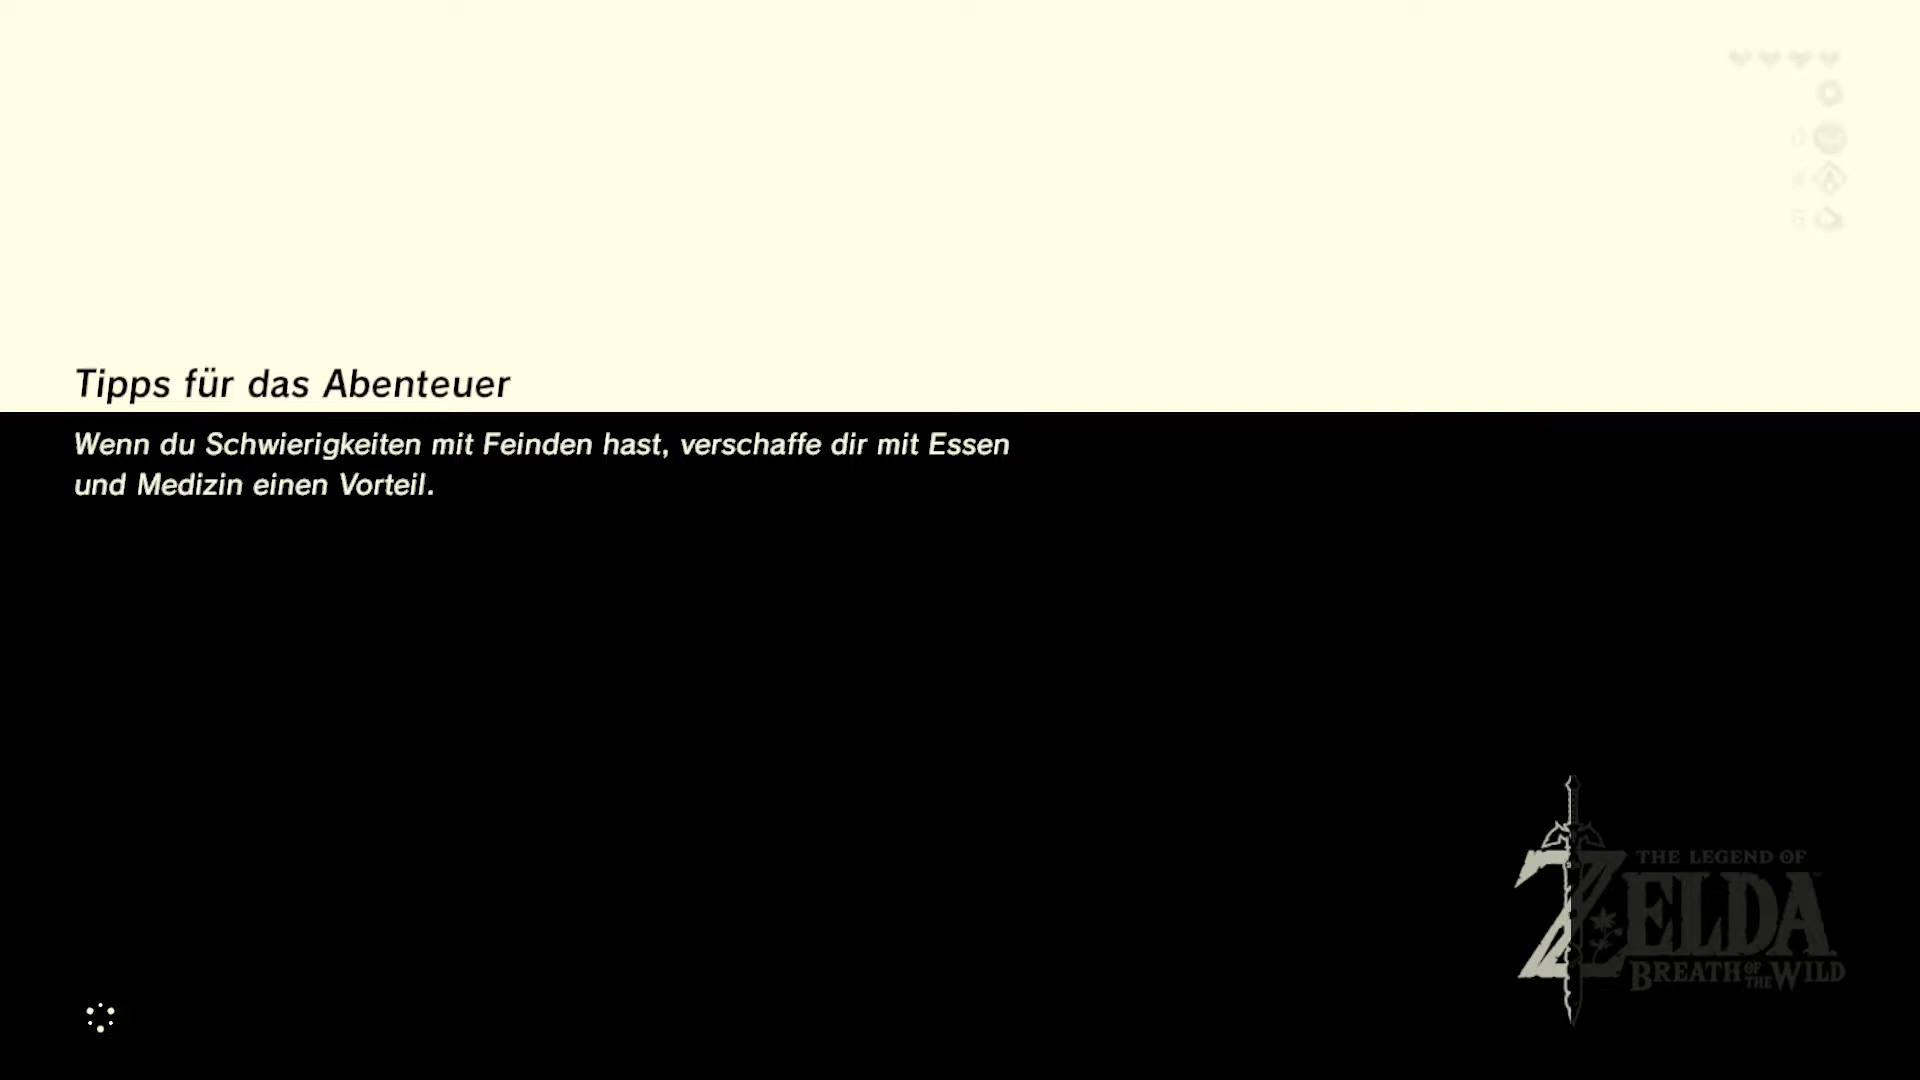 Tipps für das Abenteuer
Wenn du Schwierigkeiten mit Feinden hast, verschaffe dir mit Essen
und Medizin einen Vorteil.
THE LEGEND OF
ZELDA
BREATH OF THE WILD